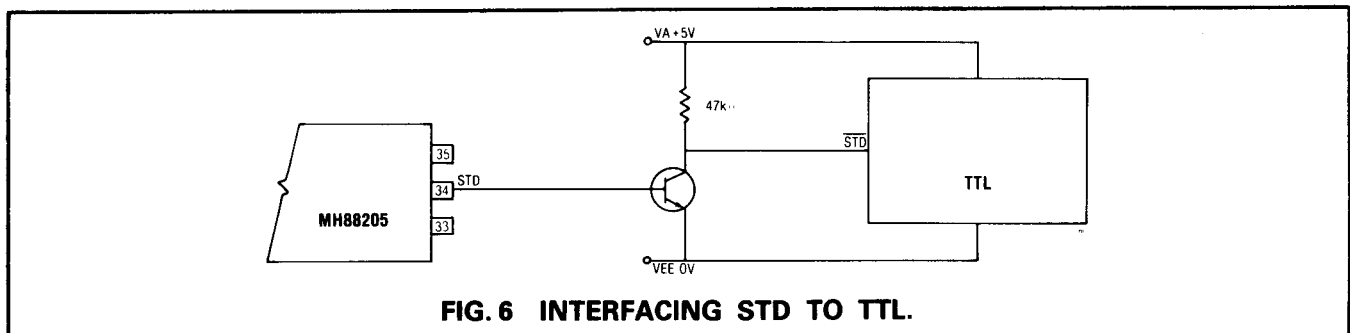 VA +5V
47k
35
STD
STD
34
TTL
MH88205
33
VEE 0V
FIG. 6 INTERFACING STD TO TTL.